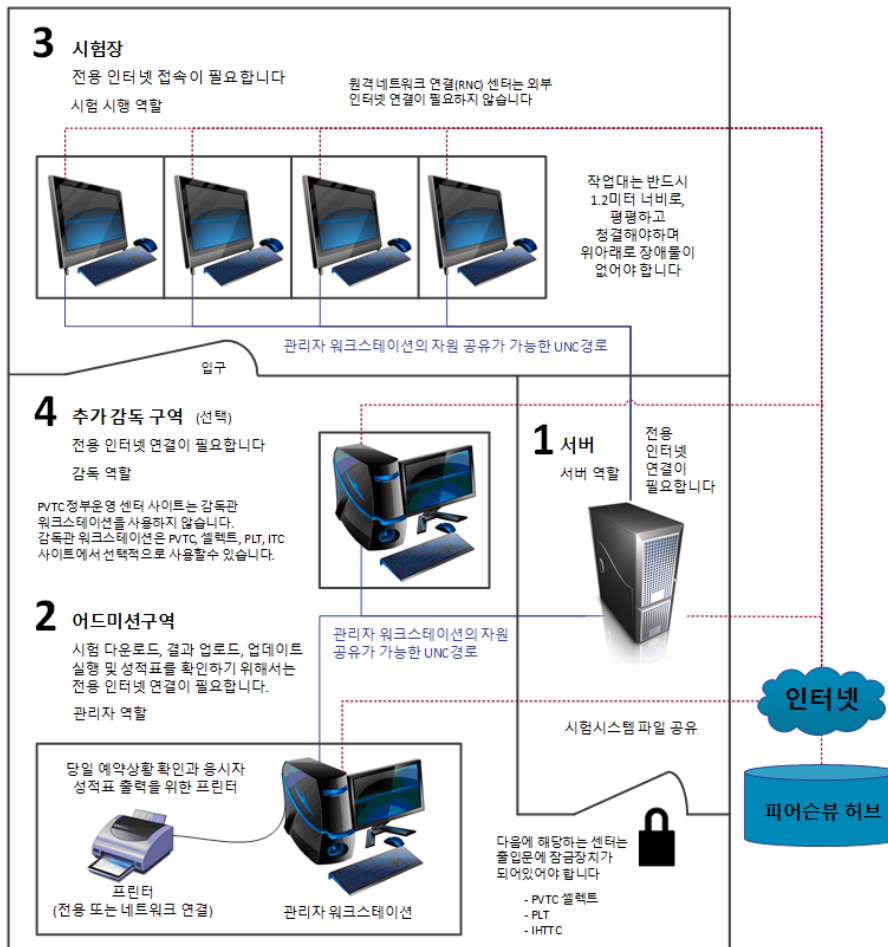 3 시험장
전용 인터넷 접속이 필요합니다
시험 시행 역할
원격 네트워크 연결(RNC) 센터는 외부
인터넷 연결이 필요하지 않습니다
작업대는 반드시
1.2미터 너비로,
평평하고
청결해야하며
위아래로 장애물이
없어야 합니다
관리자 워크스테이션의 자원 공유가 가능한 UNC경로
입구
4 추가 감독 구역 (선택)
전용 인터넷 연결이 필요합니다
감독 역할
PVTC 정부운영 센터 사이트는 감독관
워크스테이션을 사용하지 않습니다.
감독관 워크스테이션은 PVTC, 셀렉트, PLT, ITC
사이트에서 선택적으로 사용할수 있습니다.
1 서버
서버 역할
전용
인터넷
연결이
필요합니다
2 어드미션구역
시험 다운로드, 결과 업로드, 업데이트
실행 및 성적표를 확인하기 위해서는
전용 인터넷 연결이 필요합니다.
관리자 역할
관리자 워크스테이션의 자원
공유가 가능한 UNC경로
시험시스템 파일 공유
인터넷
피어슨뷰 허브
당일 예약상황 확인과 응시자
성적표 출력을 위한 프린터
프린터
(전용 또는 네트워크 연결)
관리자 워크스테이션
다음에 해당하는 센터는
출입문에 잠금장치가
되어있어야 합니다
- PVTC 셀렉트
- PLT
- IHTTC